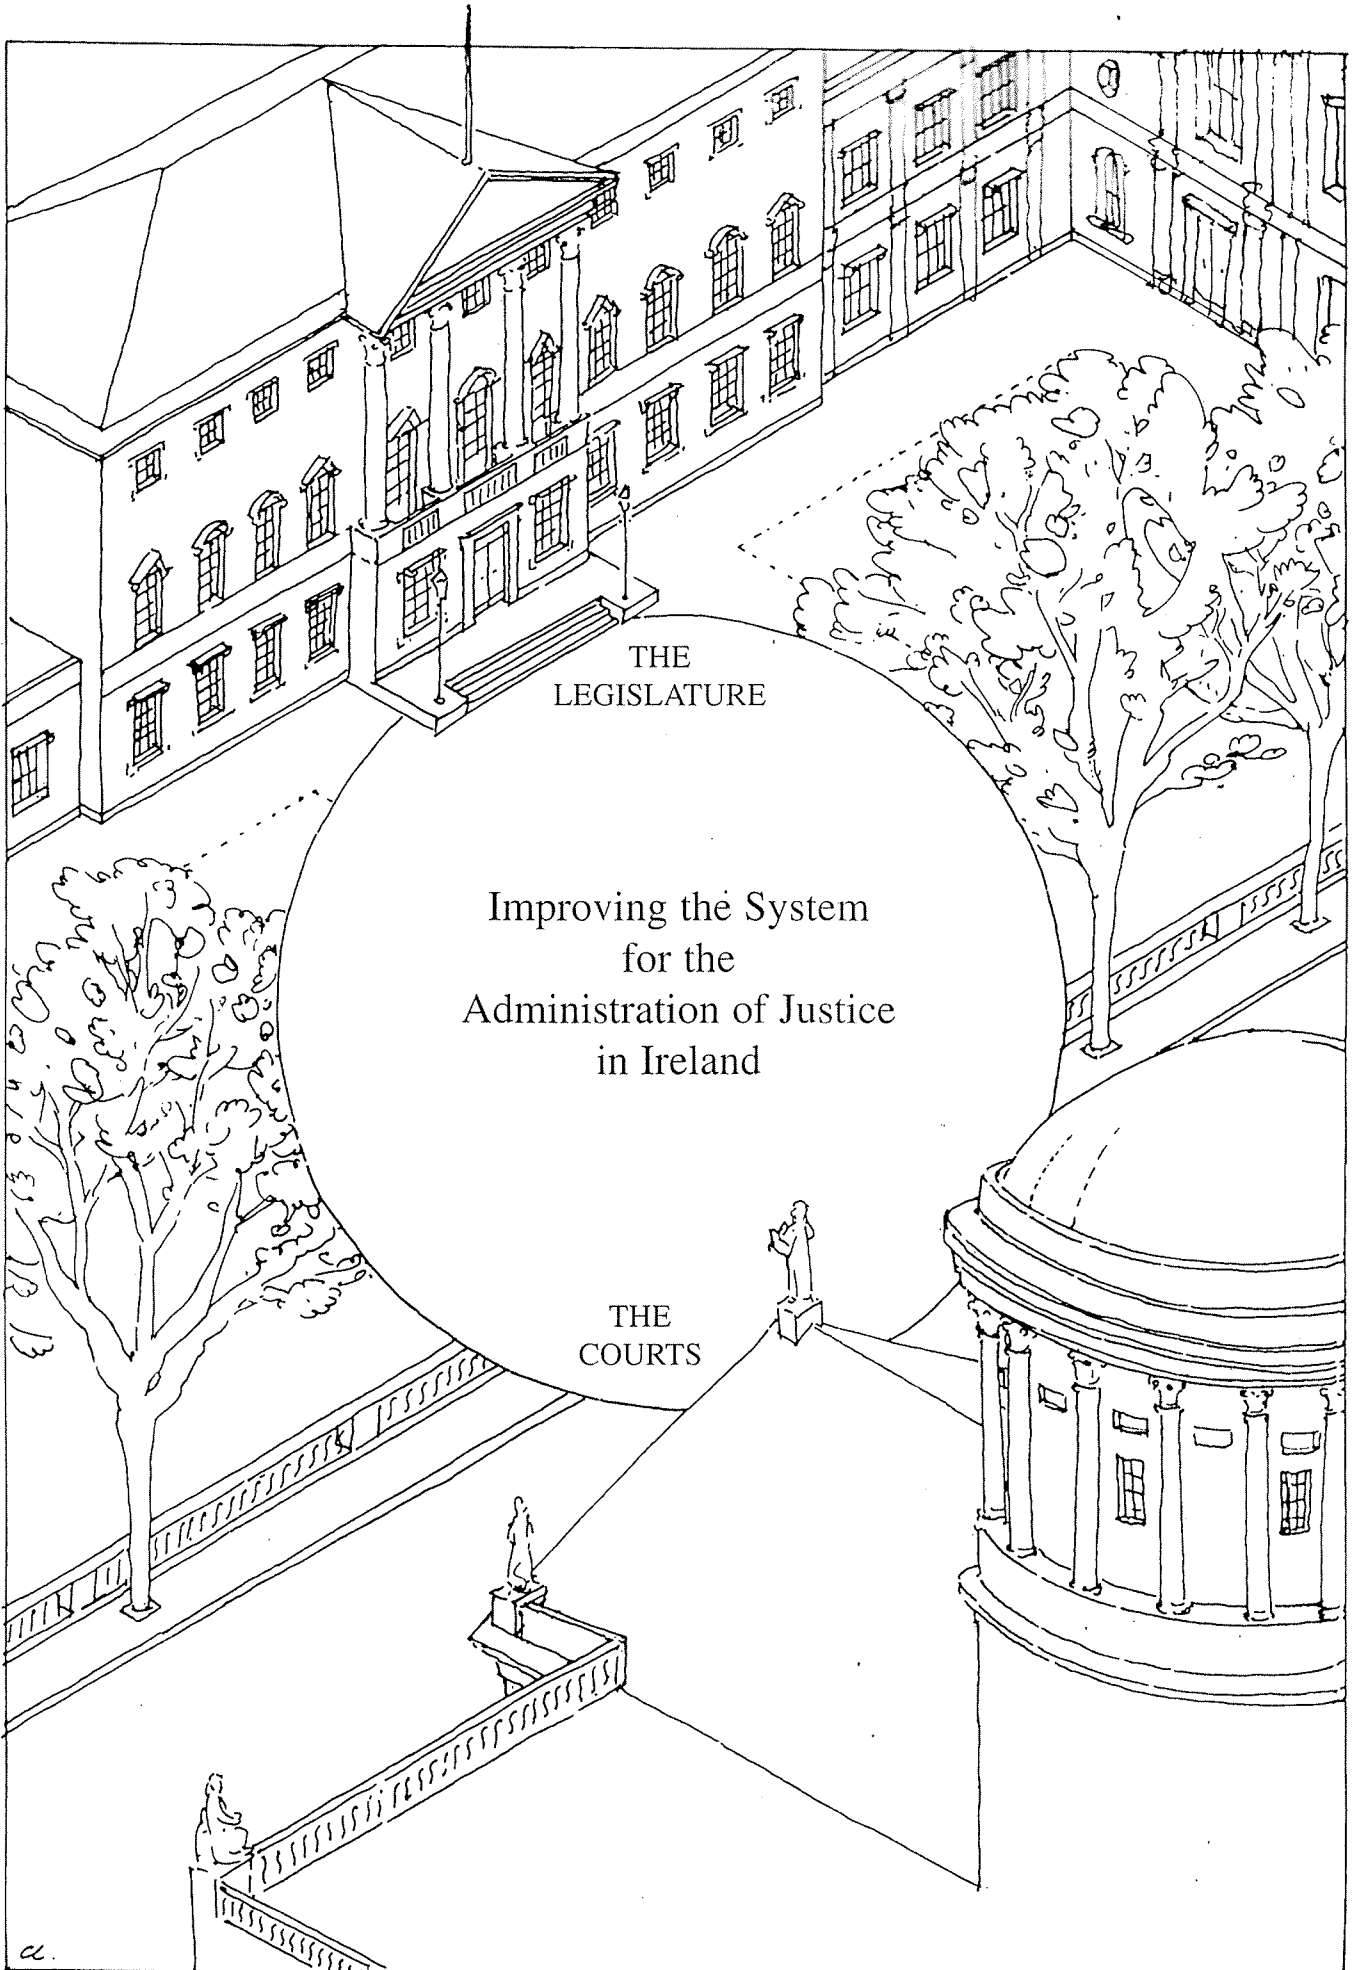 THE
LEGISLATURE
Improving the System
for the
Administration of Justice
in Ireland
THE
COURTS